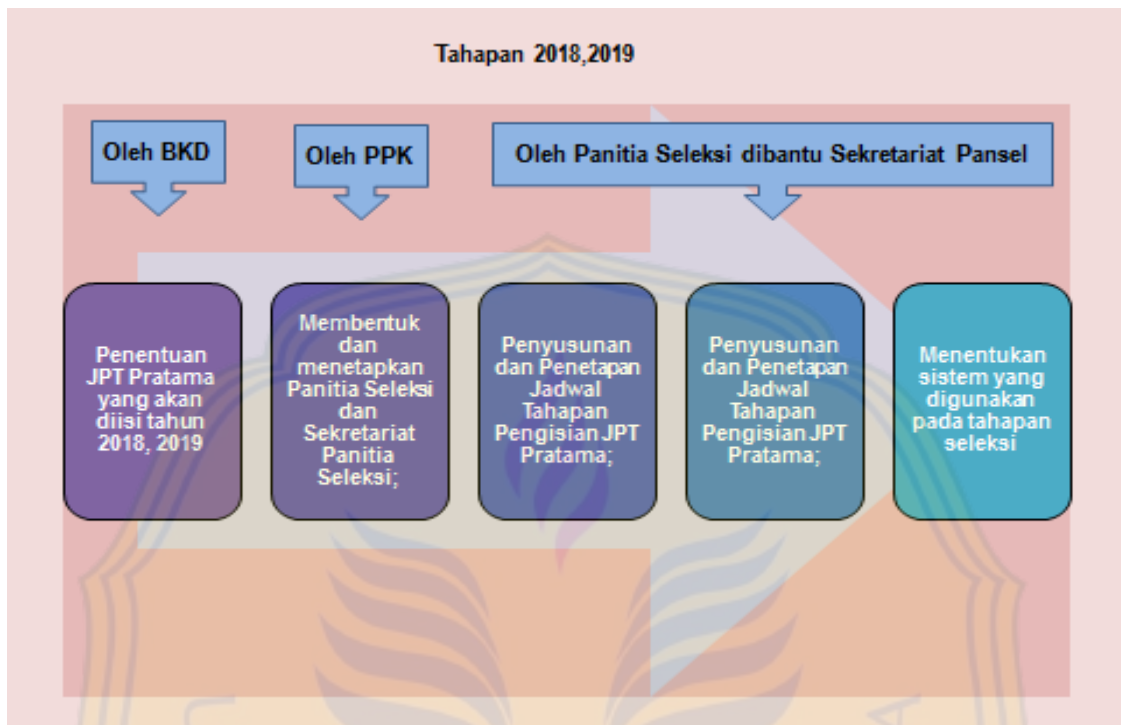 Tahapan 2018,2019
Oleh BKD
Oleh PPK
Oleh Panitia Seleksi dibantu Sekretariat Pansel
Penentuan
JPT Pratama
yang akan
diisi tahun
2018, 2019
Membentuk
dan
menetapkan
Panitia Seleksi
dan
Sekretariat
Panitia
Seleksi;
Penyusunan
dan Penetapan
Jadwal
Tahapan
Pengisian JPT
Pratama;
Penyusunan
dan Penetapan
Jadwal
Tahapan
Pengisian JPT
Pratama;
Menentukan
sistem yang
digunakan
pada tahapan
seleksi